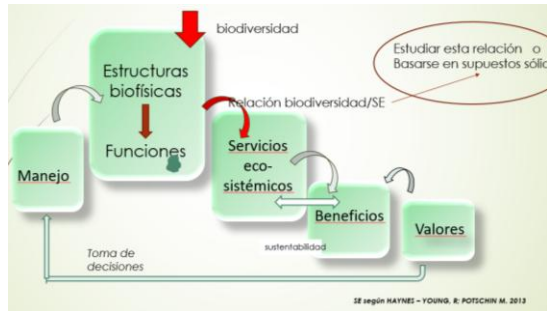 biodiversidad
Estructuras
biofísicas
Funciones
Estudiar esta relación o
Basarse en supuestos sólid
Relación biodiversidad/SE
Manejo
Servicios
eco-
sistémicos
Beneficios
Valores
sustentabilidad
Toma de
decisiones
SE según HAYNES – YOUNG, R; POTSCHIN M. 2013